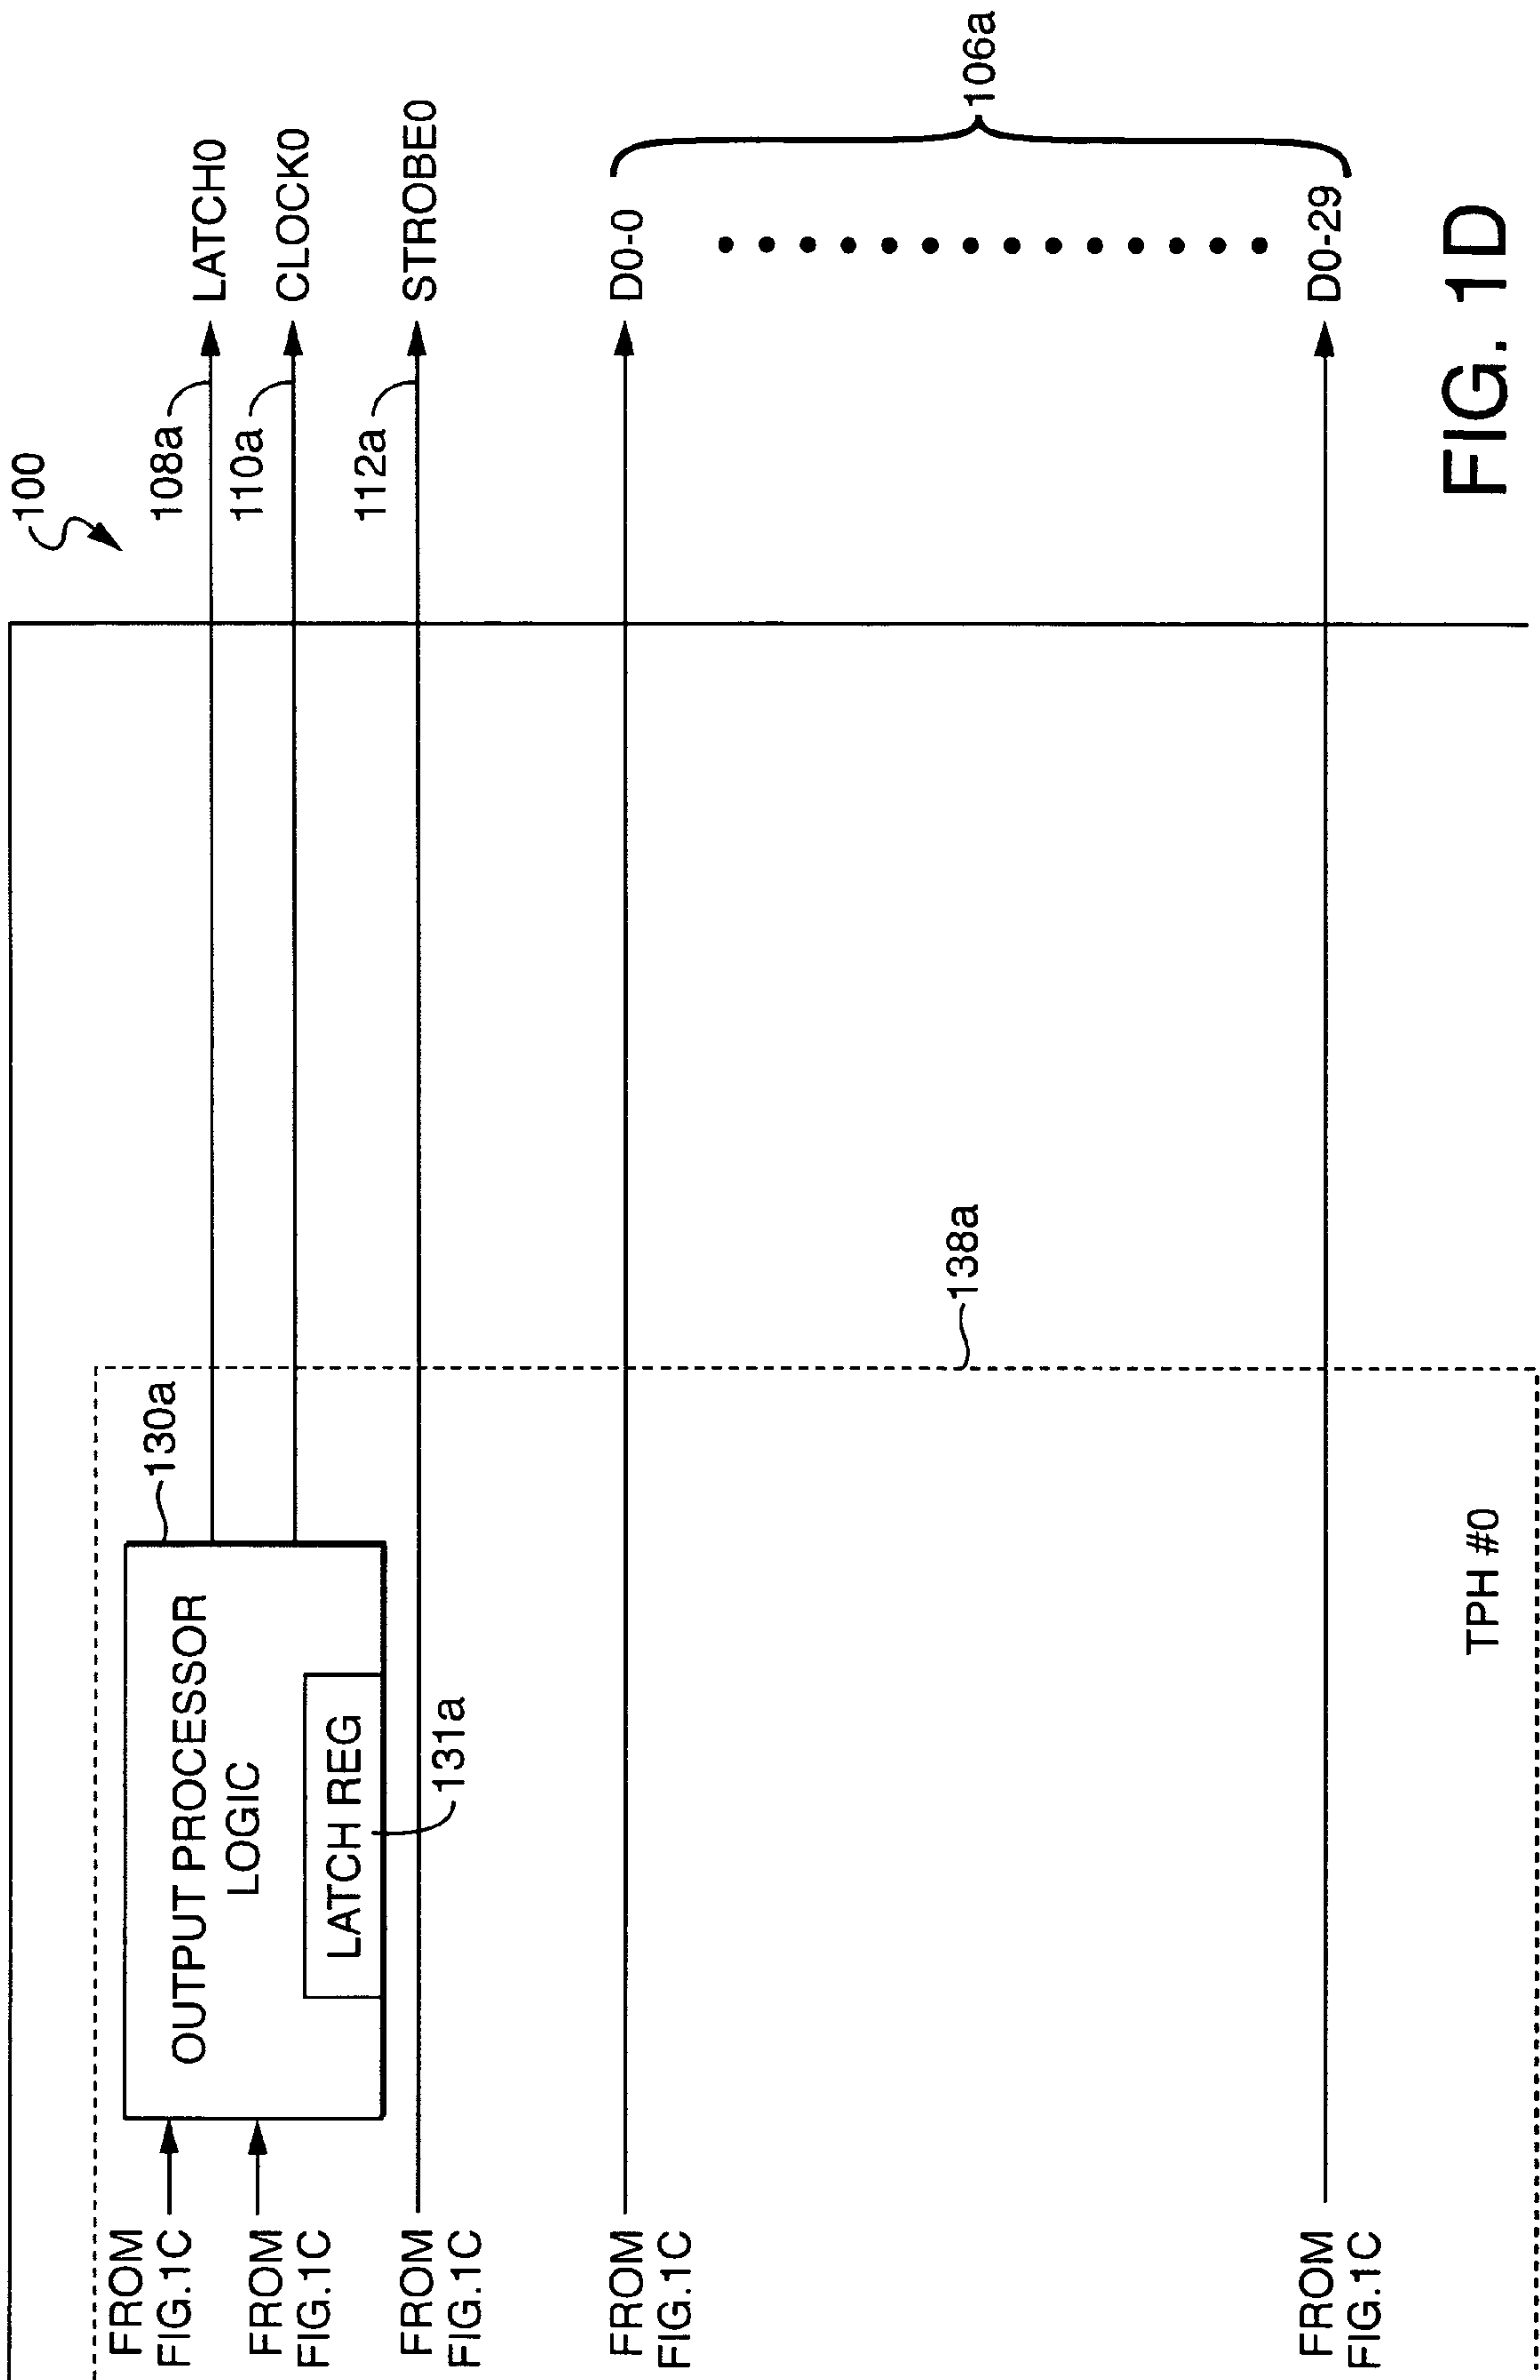 100
108a
LATCH0
110a
CLOCK0
112a
STROBE0
D0-0
106a
D0-29
138a
130a
OUTPUT PROCESSOR
LOGIC
LATCH REG
131a
FROM
FIG.1C
FROM
FIG.1C
FROM
FIG.1C
FROM
FIG.1C
FROM
FIG.1C
TPH #0
FIG. 1D